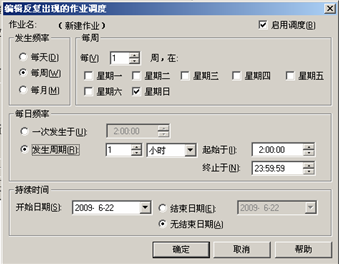 编辑反复出现的作业调度
作业名: (新建作业) 启用调度(B)
发生频率 每周
每天(D) 每(V) 1 周,在:
每周(W) 星期一 星期二 星期三 星期四 星期五
每月(M) 星期六 星期日
每日频率
一次发生于(U): 2:00:00
发生周期(R): 1 小时 起始于(I): 2:00:00
终止于(N): 23:59:59
持续时间
开始日期(S): 2009- 6-22 结束日期(E): 2009- 6-22
无结束日期(A)
确定 取消 帮助